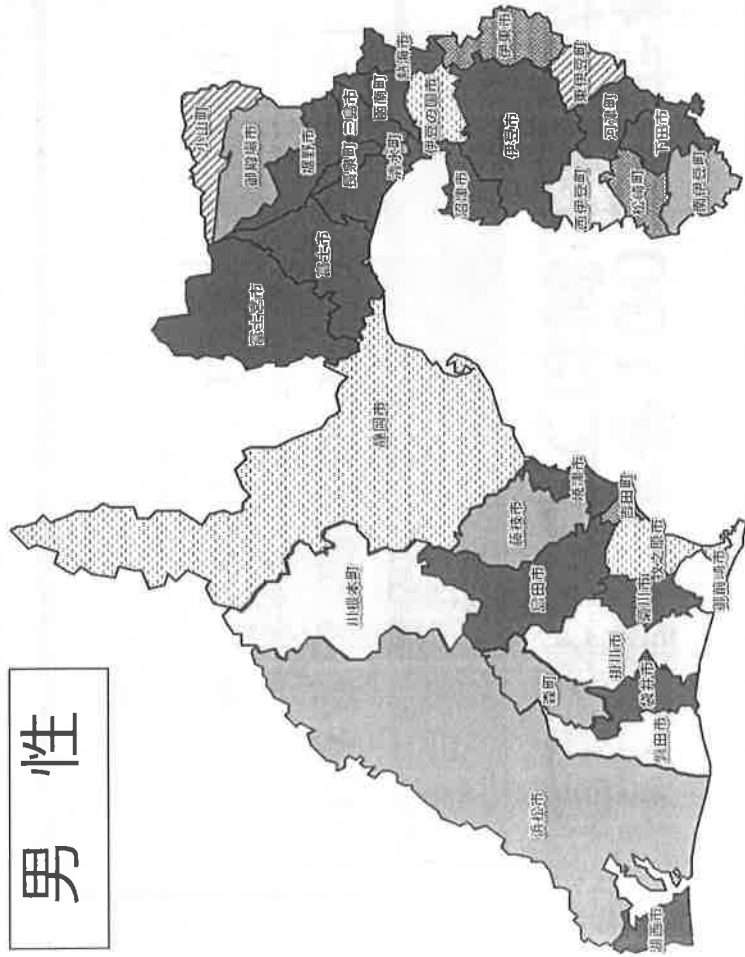 男性
小山町
御殿場市
裾野市
長泉町
三島市
函南町
熱海市
清水町
伊豆の国市
伊東市
沼津市
伊豆市
東伊豆町
河津町
西伊豆町
松崎町
下田市
南伊豆町
富士宮市
富士市
静岡市
川根本町
藤枝市
焼津市
島田市
吉田町
牧之原市
菊川市
御前崎市
掛川市
袋井市
森町
磐田市
浜松市
湖西市